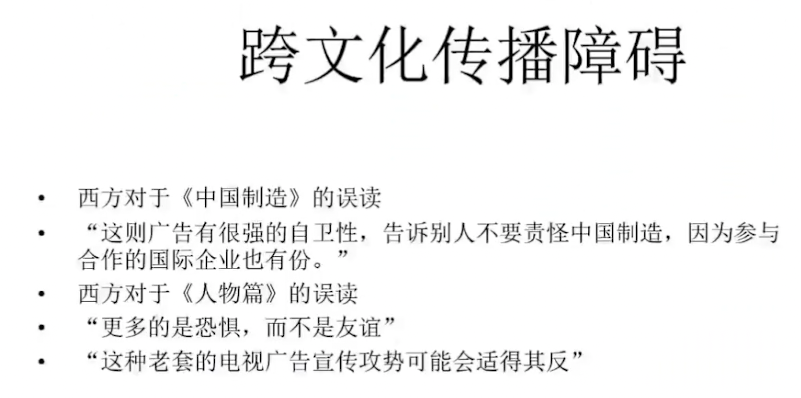 跨文化传播障碍
• 西方对于《中国制造》的误读
• “这则广告有很强的自卫性，告诉别人不要责怪中国制造，因为参与
合作的国际企业也有份。”
• 西方对于《人物篇》的误读
• “更多的是恐惧，而不是友谊”
• “这种老套的电视广告宣传攻势可能会适得其反”